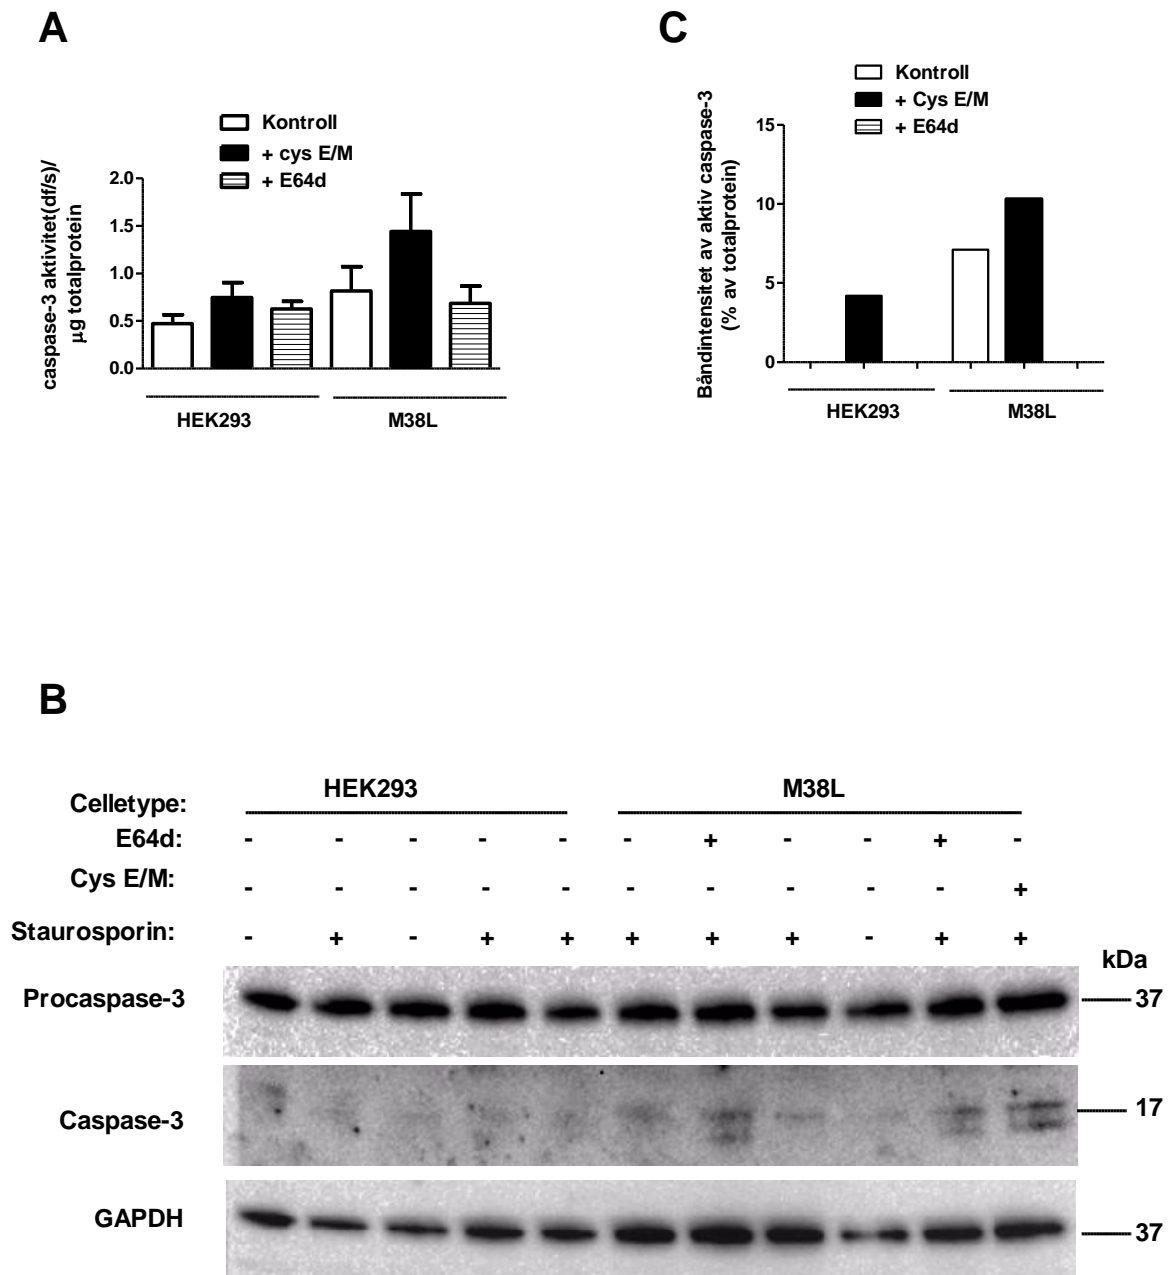 A
Kontroll
+ cys E/M
+ E64d
caspase-3 aktivitet(df/s)/
µg totalprotein
2.0
1.5
1.0
0.5
0.0
HEK293
M38L
C
Kontroll
+ Cys E/M
+ E64d
Båndintensitet av aktiv caspase-3
(% av totalprotein)
15
10
5
0
HEK293
M38L
B
Celletype: HEK293 M38L
E64d: - - - - - - + - - + -
Cys E/M: - - - - - - - - - - +
Staurosporin: - + - + + + + + - + +
kDa
Procaspase-3 37
Caspase-3 17
GAPDH 37